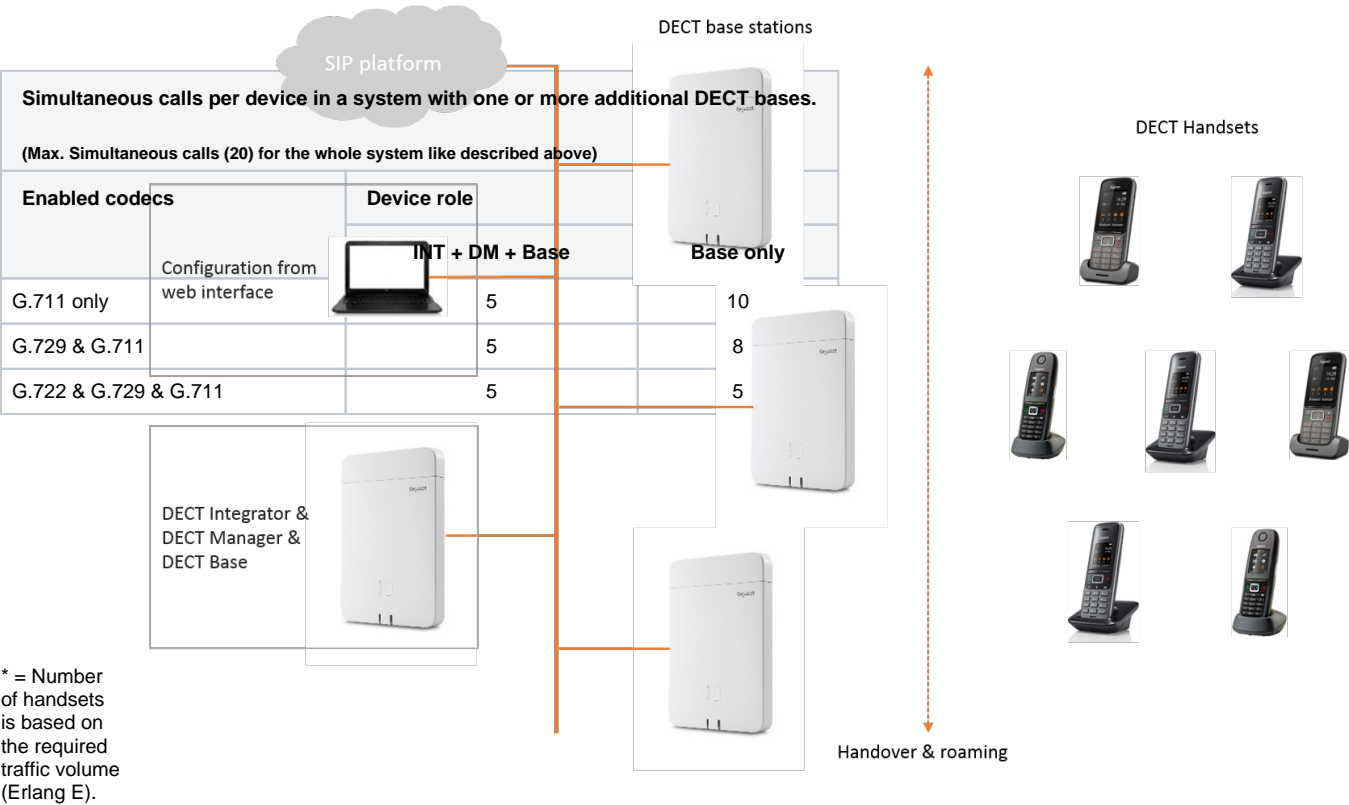 DECT base stations
SIP platform
Simultaneous calls per device in a system with one or more additional DECT bases.
(Max. Simultaneous calls (20) for the whole system like described above)
Enabled codecs
Device role
INT + DM + Base
Base only
G.711 only
5
10
G.729 & G.711
5
8
G.722 & G.729 & G.711
5
5
Configuration from
web interface
DECT Integrator &
DECT Manager &
DECT Base
Gigaset
Gigaset
Gigaset
Gigaset
DECT Handsets
Handover & roaming
* = Number
of handsets
is based on
the required
traffic volume
(Erlang E).